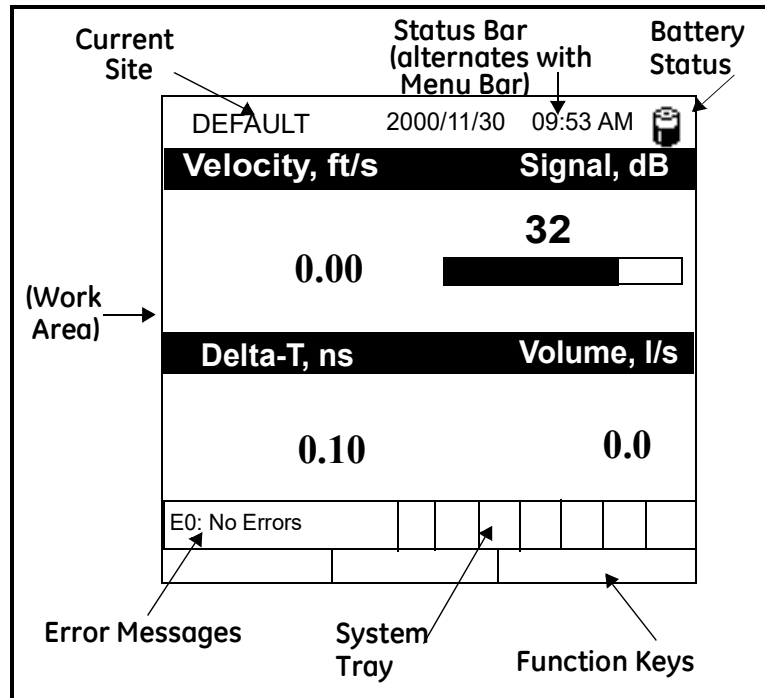 Current
Site
Status Bar
(alternates with
Menu Bar)
Battery
Status
DEFAULT 2000/11/30 09:53 AM
Velocity, ft/s Signal, dB
32
0.00
(Work
Area)
Delta-T, ns Volume, l/s
0.10 0.0
E0: No Errors
Error Messages
System
Tray
Function Keys